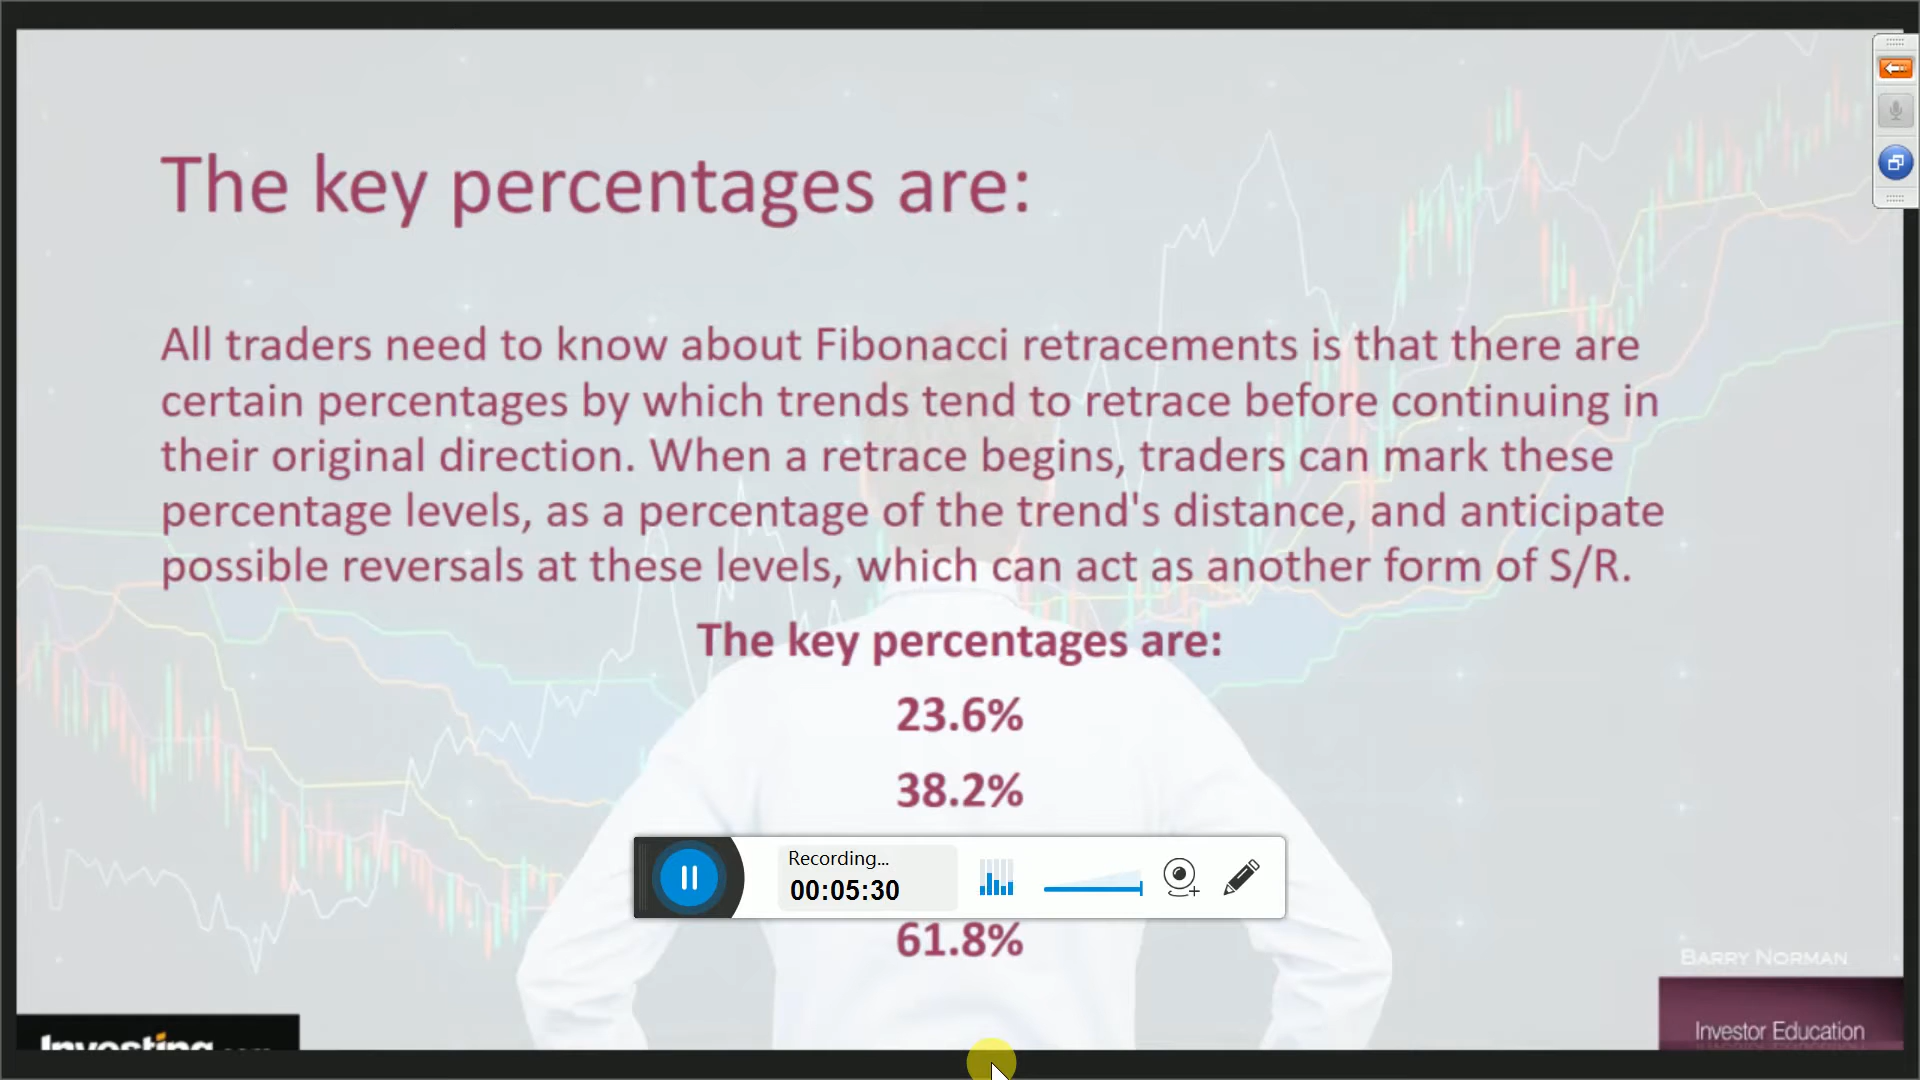 The key percentages are:
All traders need to know about Fibonacci retracements is that there are
certain percentages by which trends tend to retrace before continuing in
their original direction. When a retrace begins, traders can mark these
percentage levels, as a percentage of the trend's distance, and anticipate
possible reversals at these levels, which can act as another form of S/R.
The key percentages are:
23.6%
38.2%
Recording...
00:05:30
61.8%
BARRY NORMAN
Investing.com
Investor Education